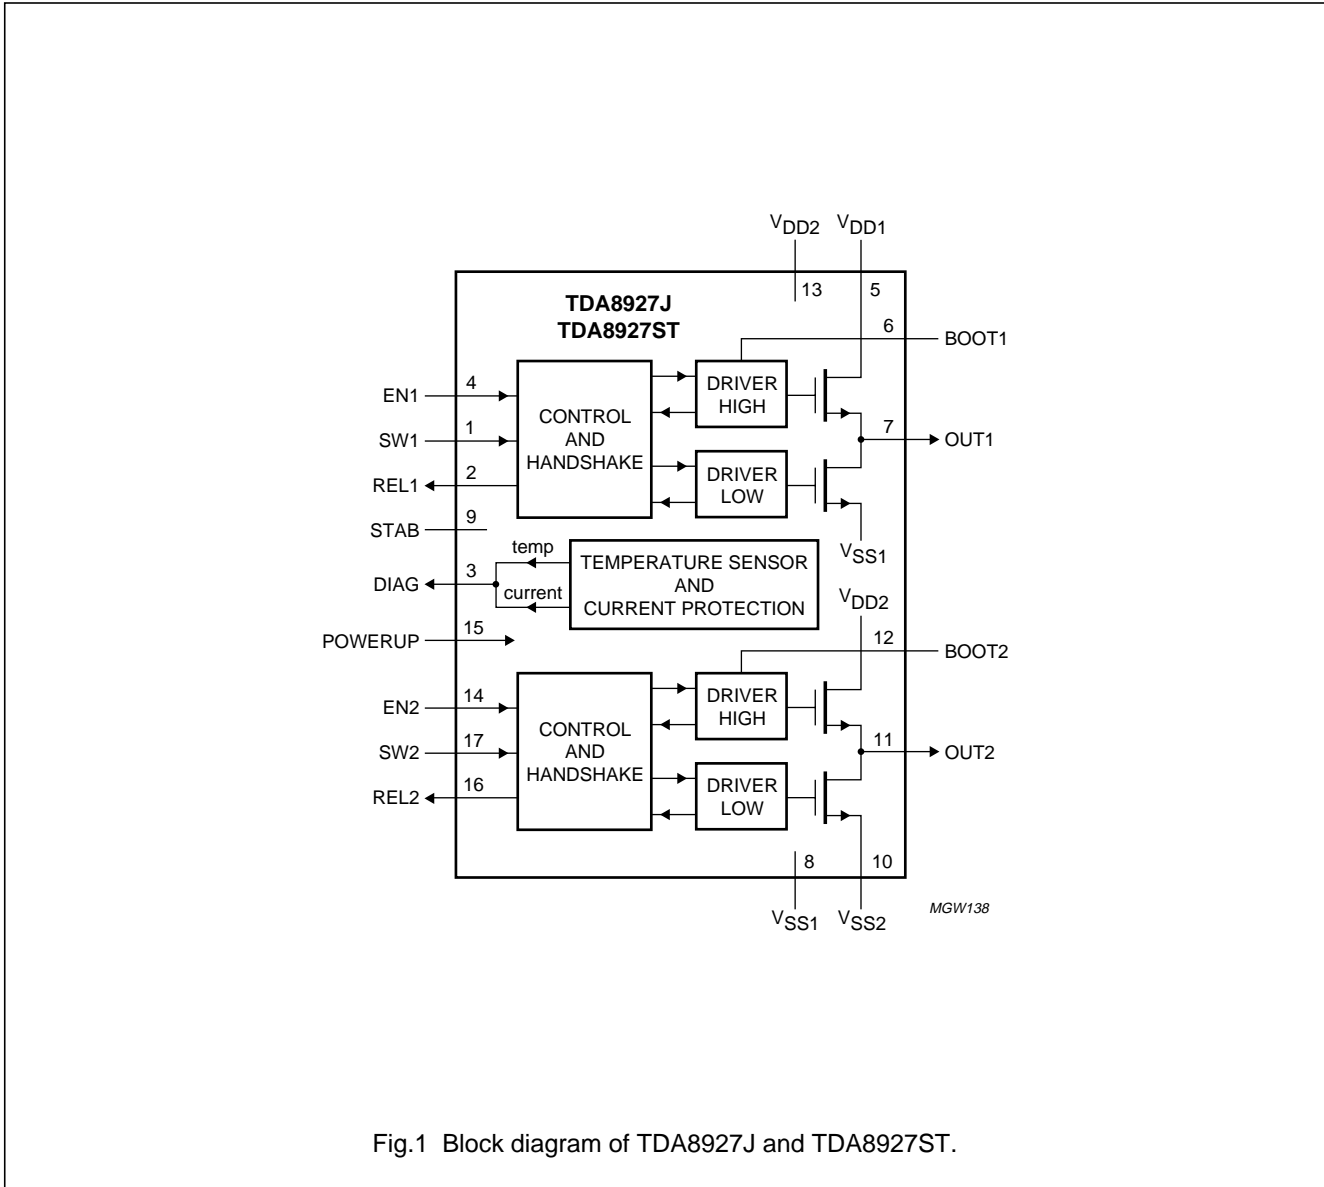 VDD2 VDD1
13 5
TDA8927J
TDA8927ST
6 BOOT1
EN1 4
SW1 1
REL1 2
STAB 9
DIAG 3
POWERUP 15
CONTROL
AND
HANDSHAKE
DRIVER
HIGH
DRIVER
LOW
7 OUT1
VSS1
temp
current
TEMPERATURE SENSOR
AND
CURRENT PROTECTION
VDD2
12 BOOT2
EN2 14
SW2 17
REL2 16
CONTROL
AND
HANDSHAKE
DRIVER
HIGH
DRIVER
LOW
11 OUT2
8 10
VSS1 VSS2
MGW138
Fig.1 Block diagram of TDA8927J and TDA8927ST.